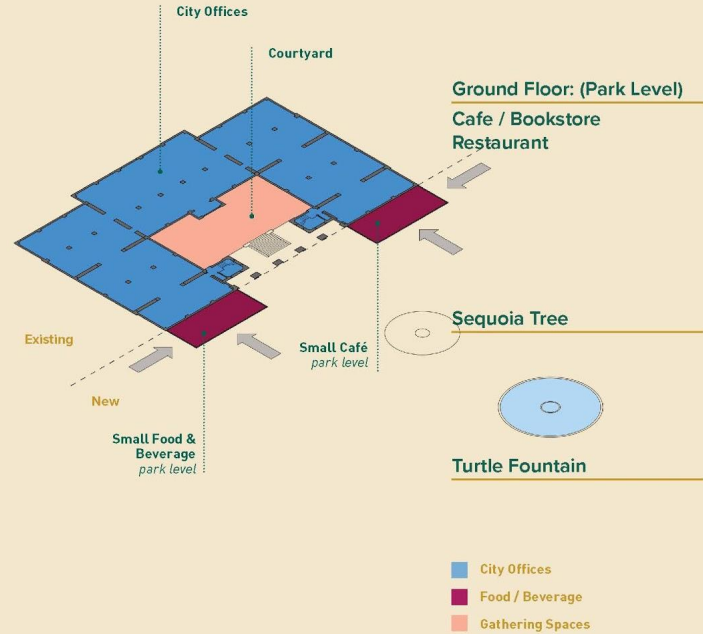 City Offices
Courtyard
Ground Floor: (Park Level)
Cafe / Bookstore
Restaurant
Sequoia Tree
Existing
Small Café
park level
New
Small Food &
Beverage
park level
Turtle Fountain
City Offices
Food / Beverage
Gathering Spaces